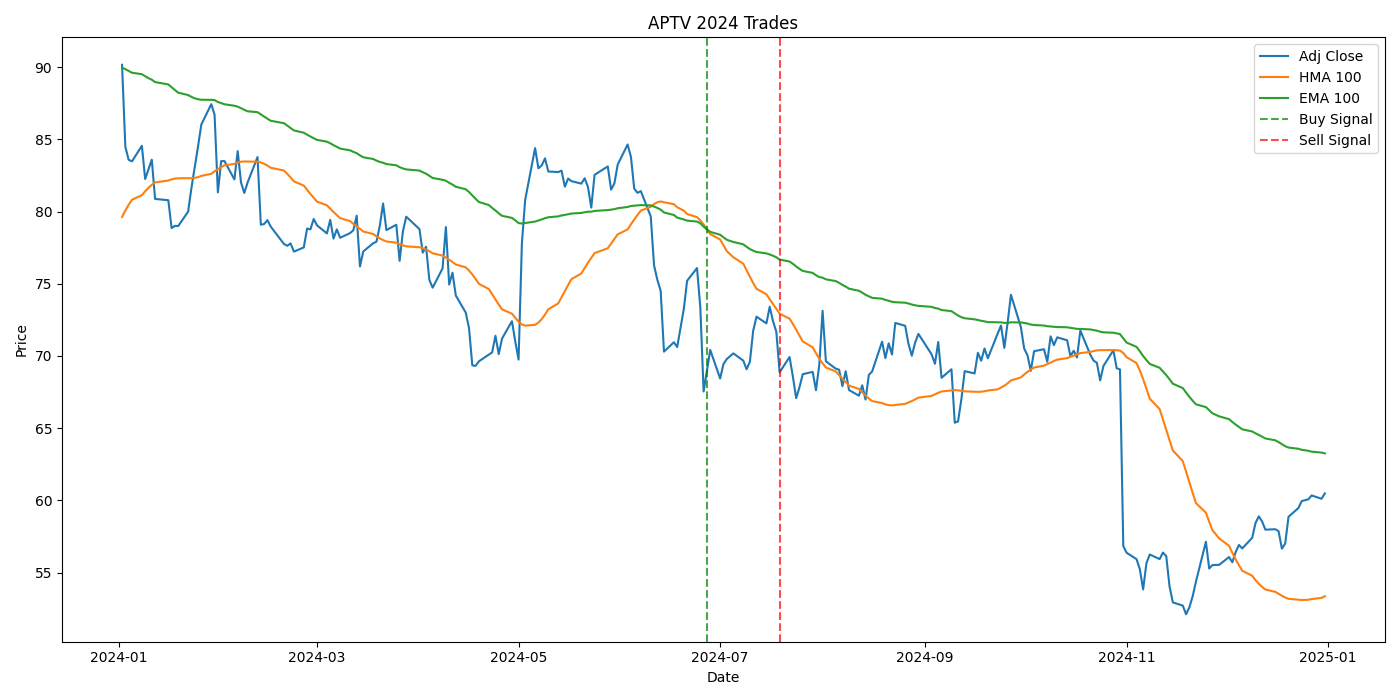 APTV 2024 Trades
Adj Close
HMA 100
EMA 100
Buy Signal
Sell Signal
Price
90
85
80
75
70
65
60
55
2024-01
2024-03
2024-05
2024-07
2024-09
2024-11
2025-01
Date